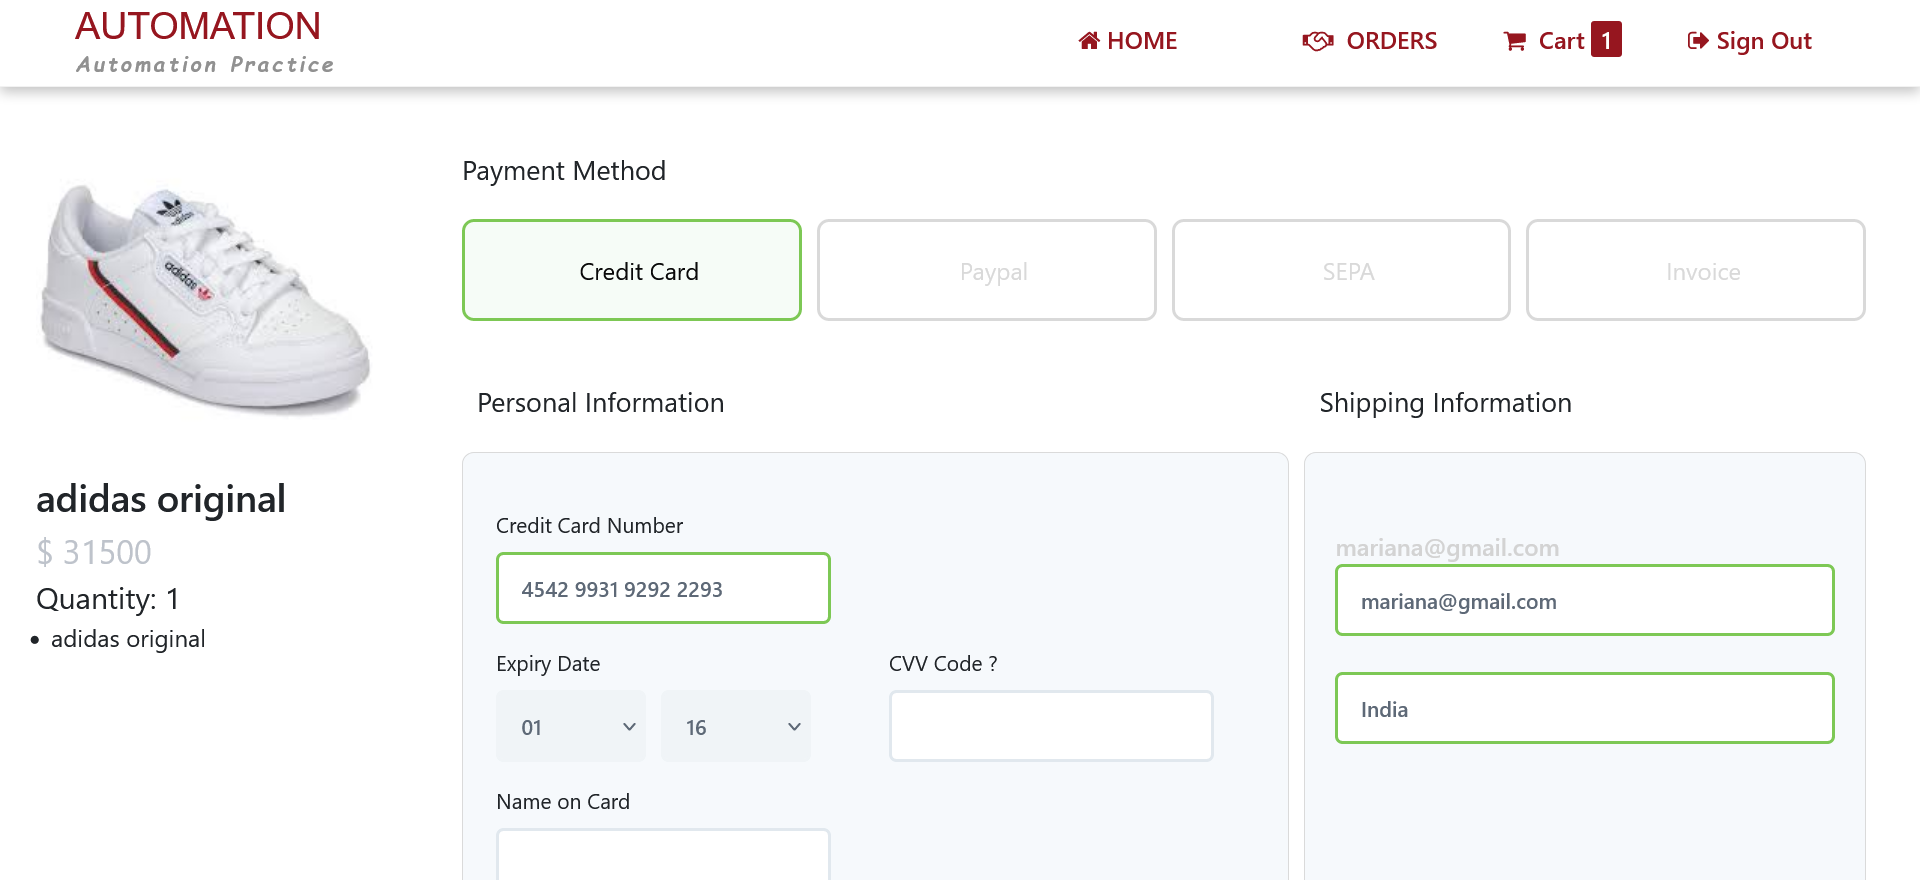 AUTOMATION
Automation Practice
HOME
ORDERS
Cart 1
Sign Out
adidas
adidas
adidas original
$ 31500
Quantity: 1
adidas original
Payment Method
Credit Card
Paypal
SEPA
Invoice
Personal Information
Credit Card Number
4542 9931 9292 2293
Expiry Date
CVV Code ?
01
16
Name on Card
Shipping Information
mariana@gmail.com
mariana@gmail.com
India